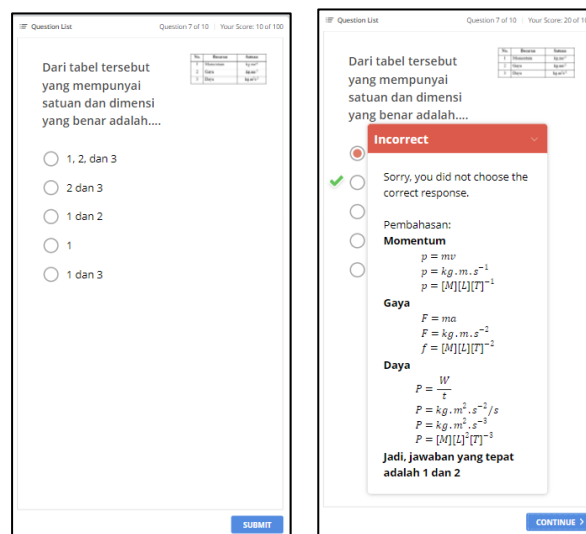 Question List
Question 7 of 10 | Your Score: 10 of 100
Dari tabel tersebut
yang mempunyai
satuan dan dimensi
yang benar adalah....
1, 2, dan 3
2 dan 3
1 dan 2
1
1 dan 3
SUBMIT
Question List
Question 7 of 10 | Your Score: 20 of
Dari tabel tersebut
yang mempunyai
satuan dan dimensi
yang benar adalah....
Incorrect
Sorry, you did not choose the
correct response.
Pembahasan:
Momentum
p = mv
p = kg.m.s⁻¹
p = [M][L][T]⁻¹
Gaya
F = ma
F = kg.m.s⁻²
f = [M][L][T]⁻²
Daya
P = W/t
P = kg.m².s⁻²/s
P = kg.m².s⁻³
P = [M][L]²[T]⁻³
Jadi, jawaban yang tepat
adalah 1 dan 2
CONTINUE >